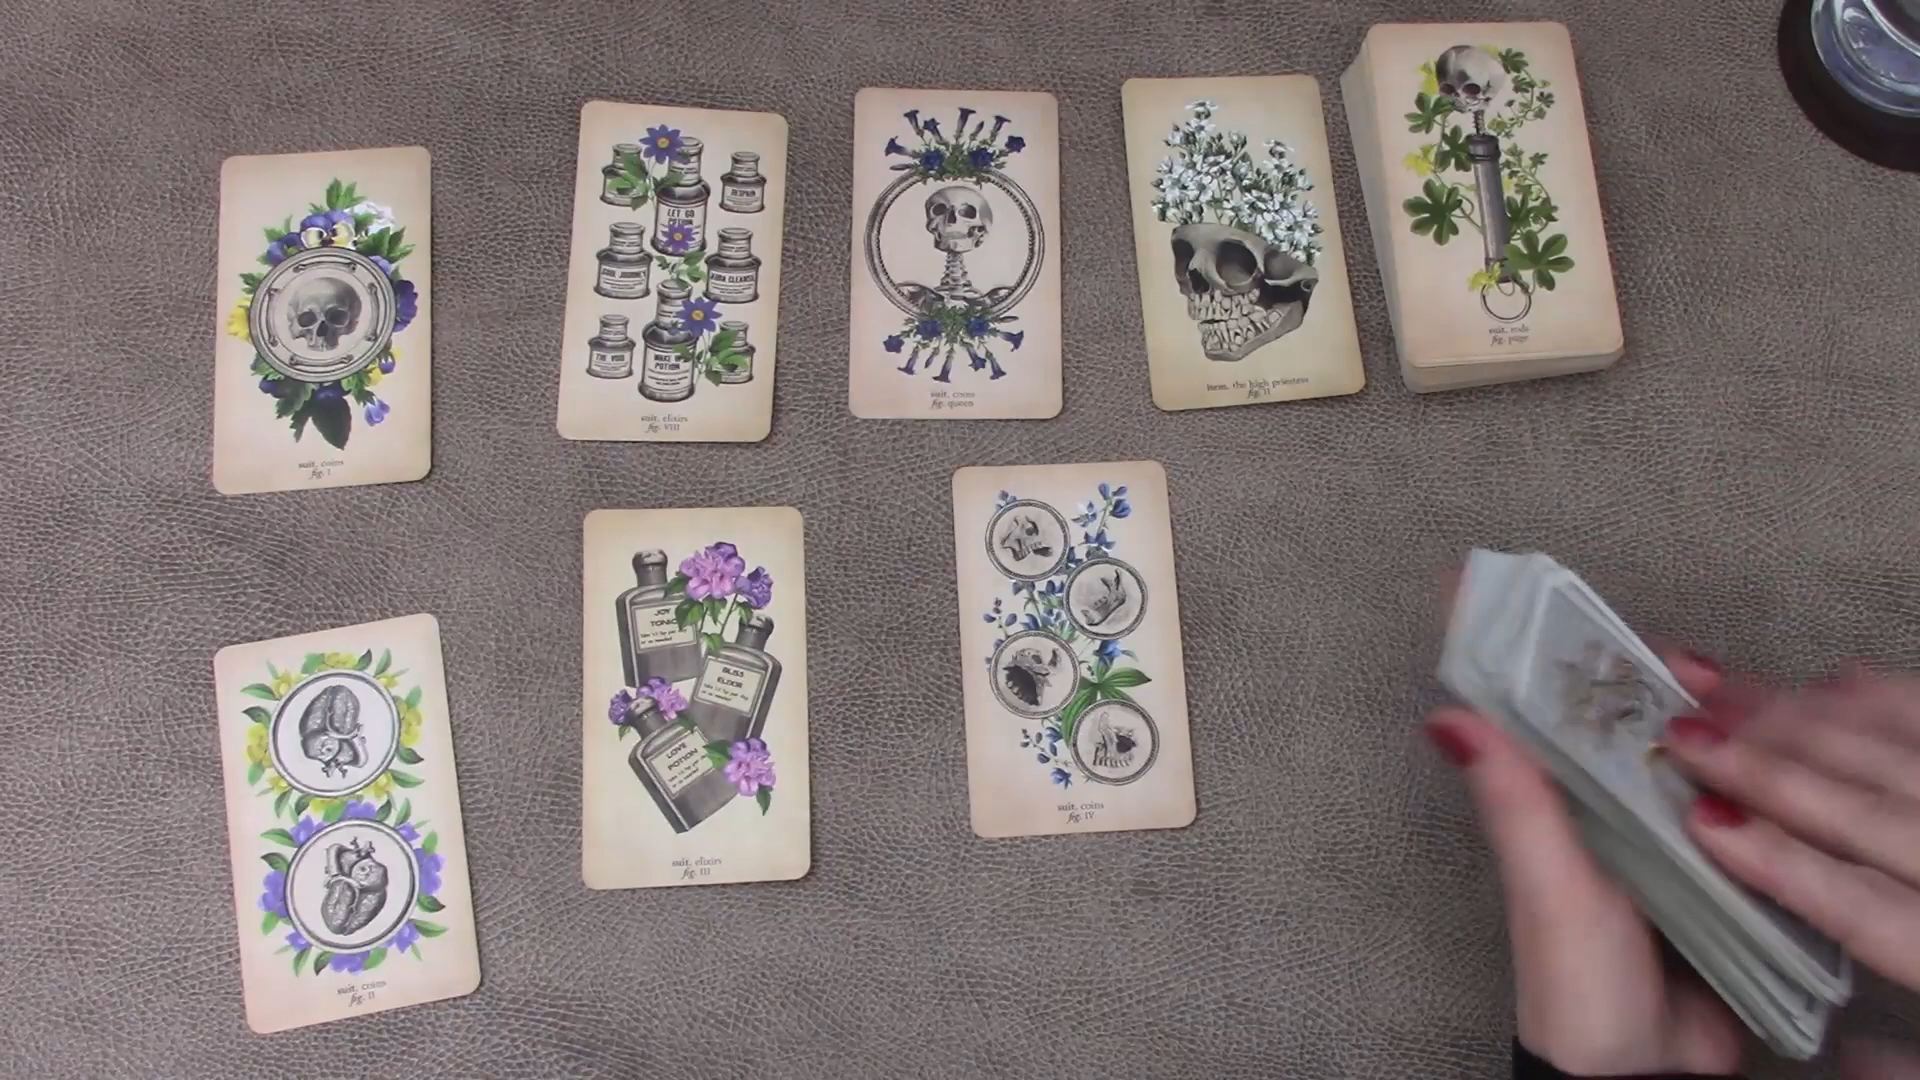 suit. coins
fig. I
DESPAIR
LET GO
POTION
SOUL JOURNEY
AURA CLEANSE
THE VOID
WAKE UP
POTION
suit. elixirs
fig. VIII
suit. coins
fig. queen
item. the high priestess
fig. II
suit. rods
fig. page
suit. coins
fig. II
JOY
TONIC
BLISS
ELIXIR
LOVE
POTION
suit. elixirs
fig. III
suit. coins
fig. IV